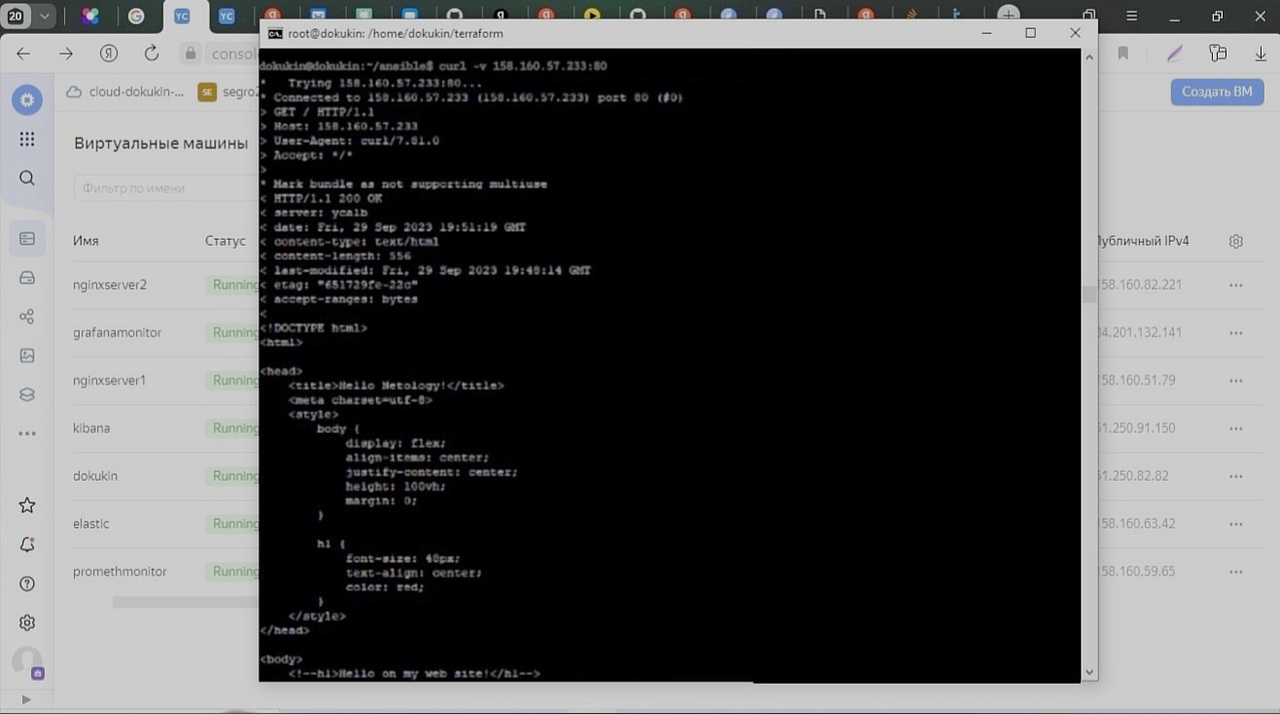 20
YC
YC
root@dokukin: /home/dokukin/terraform
consol
cloud-dokukin-...
SE
segro
Создать ВМ
Виртуальные машины
Фильтр по имени
Имя
Статус
Публичный IPv4
nginxserver2
Running
58.160.82.221
grafanamonitor
Running
84.201.132.141
nginxserver1
Running
58.160.51.79
kibana
Running
51.250.91.150
dokukin
Running
51.250.82.82
elastic
Running
58.160.63.42
promethmonitor
Running
58.160.59.65
dokukin@dokukin:~/ansible$ curl -v 158.160.57.233:80
*   Trying 158.160.57.233:80...
* Connected to 158.160.57.233 (158.160.57.233) port 80 (#0)
> GET / HTTP/1.1
> Host: 158.160.57.233
> User-Agent: curl/7.81.0
> Accept: */*
>
* Mark bundle as not supporting multiuse
< HTTP/1.1 200 OK
< server: ycalb
< date: Fri, 29 Sep 2023 19:51:19 GMT
< content-type: text/html
< content-length: 556
< last-modified: Fri, 29 Sep 2023 19:48:14 GMT
< etag: "651729fe-22c"
< accept-ranges: bytes
<
<!DOCTYPE html>
<html>
<head>
    <title>Hello Netology!</title>
    <meta charset=utf-8>
    <style>
        body {
            display: flex;
            align-items: center;
            justify-content: center;
            height: 100vh;
            margin: 0;
        }
        h1 {
            font-size: 48px;
            text-align: center;
            color: red;
        }
    </style>
</head>
<body>
    <!--h1>Hello on my web site!</h1-->